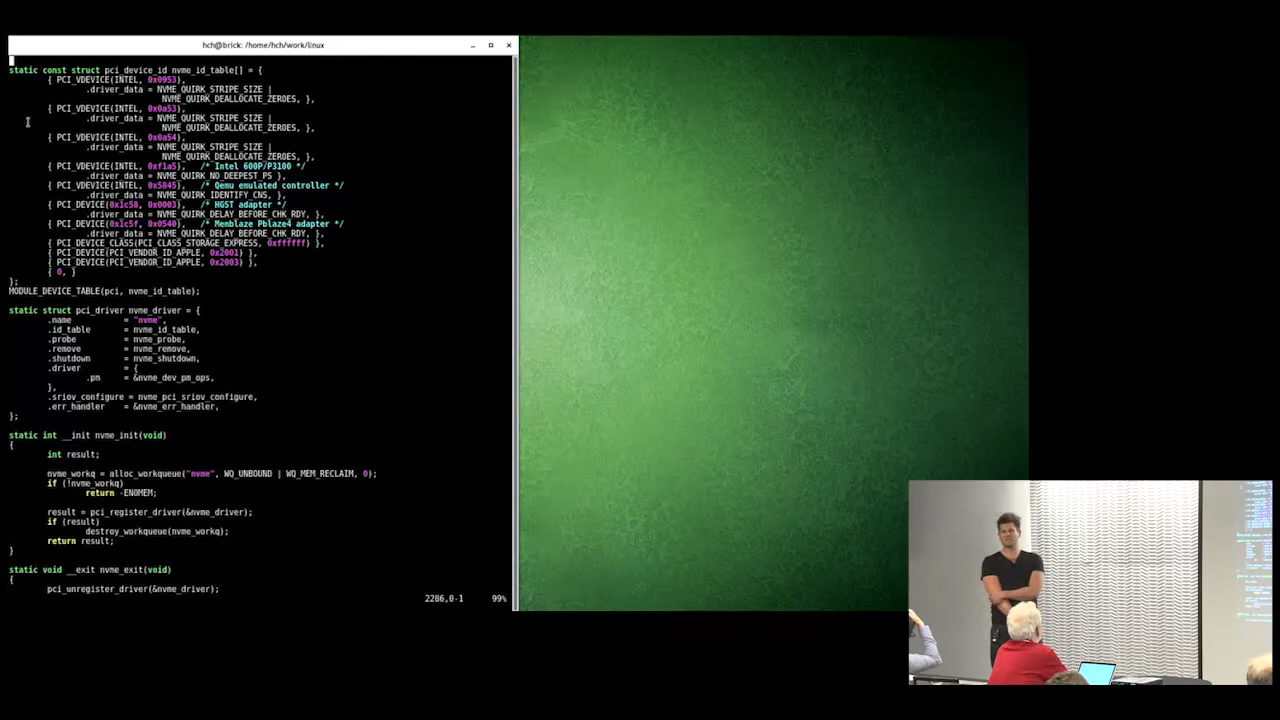 hch@brick: /home/hch/work/linux
static const struct pci_device_id nvme_id_table[] = {
{ PCI_VDEVICE(INTEL, 0x0953),
.driver_data = NVME_QUIRK_STRIPE_SIZE |
NVME_QUIRK_DEALLOCATE_ZEROES, },
{ PCI_VDEVICE(INTEL, 0x0a53),
.driver_data = NVME_QUIRK_STRIPE_SIZE |
NVME_QUIRK_DEALLOCATE_ZEROES, },
{ PCI_VDEVICE(INTEL, 0x0a54),
.driver_data = NVME_QUIRK_STRIPE_SIZE |
NVME_QUIRK_DEALLOCATE_ZEROES, },
{ PCI_VDEVICE(INTEL, 0xf1a5), /* Intel 600P/P3100 */
.driver_data = NVME_QUIRK_NO_DEEPEST_PS },
{ PCI_VDEVICE(INTEL, 0x5845), /* Qemu emulated controller */
.driver_data = NVME_QUIRK_IDENTIFY_CNS, },
{ PCI_DEVICE(0x1c58, 0x0003), /* HGST adapter */
.driver_data = NVME_QUIRK_DELAY_BEFORE_CHK_RDY, },
{ PCI_DEVICE(0x1c5f, 0x0540), /* Memblaze Pblaze4 adapter */
.driver_data = NVME_QUIRK_DELAY_BEFORE_CHK_RDY, },
{ PCI_DEVICE_CLASS(PCI_CLASS_STORAGE_EXPRESS, 0xffffff) },
{ PCI_DEVICE(PCI_VENDOR_ID_APPLE, 0x2001) },
{ PCI_DEVICE(PCI_VENDOR_ID_APPLE, 0x2003) },
{ 0, }
};
MODULE_DEVICE_TABLE(pci, nvme_id_table);
static struct pci_driver nvme_driver = {
.name = "nvme",
.id_table = nvme_id_table,
.probe = nvme_probe,
.remove = nvme_remove,
.shutdown = nvme_shutdown,
.driver = {
.pm = &nvme_dev_pm_ops,
},
.sriov_configure = nvme_pci_sriov_configure,
.err_handler = &nvme_err_handler,
};
static int __init nvme_init(void)
{
int result;
nvme_workq = alloc_workqueue("nvme", WQ_UNBOUND | WQ_MEM_RECLAIM, 0);
if (!nvme_workq)
return -ENOMEM;
result = pci_register_driver(&nvme_driver);
if (result)
destroy_workqueue(nvme_workq);
return result;
}
static void __exit nvme_exit(void)
{
pci_unregister_driver(&nvme_driver);
2286,0-1 99%